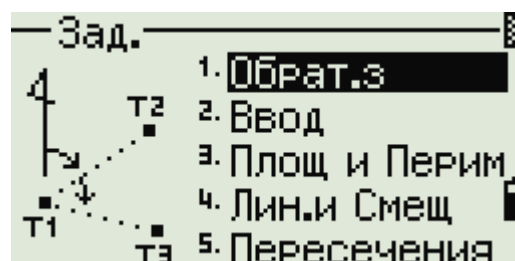 Зад.
1. Обрат.з
2. Ввод
3. Площ и Перим
4. Лин.и Смещ
5. Пересечения
T2
T1
T3